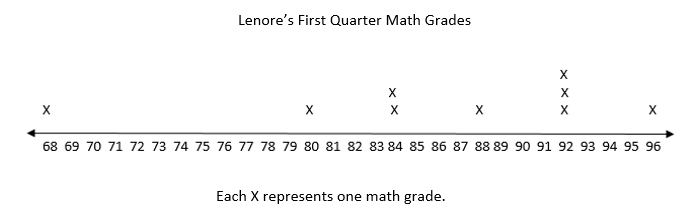 Lenore's First Quarter Math Grades
X
X X
X X X X X X
68 69 70 71 72 73 74 75 76 77 78 79 80 81 82 83 84 85 86 87 88 89 90 91 92 93 94 95 96
Each X represents one math grade.